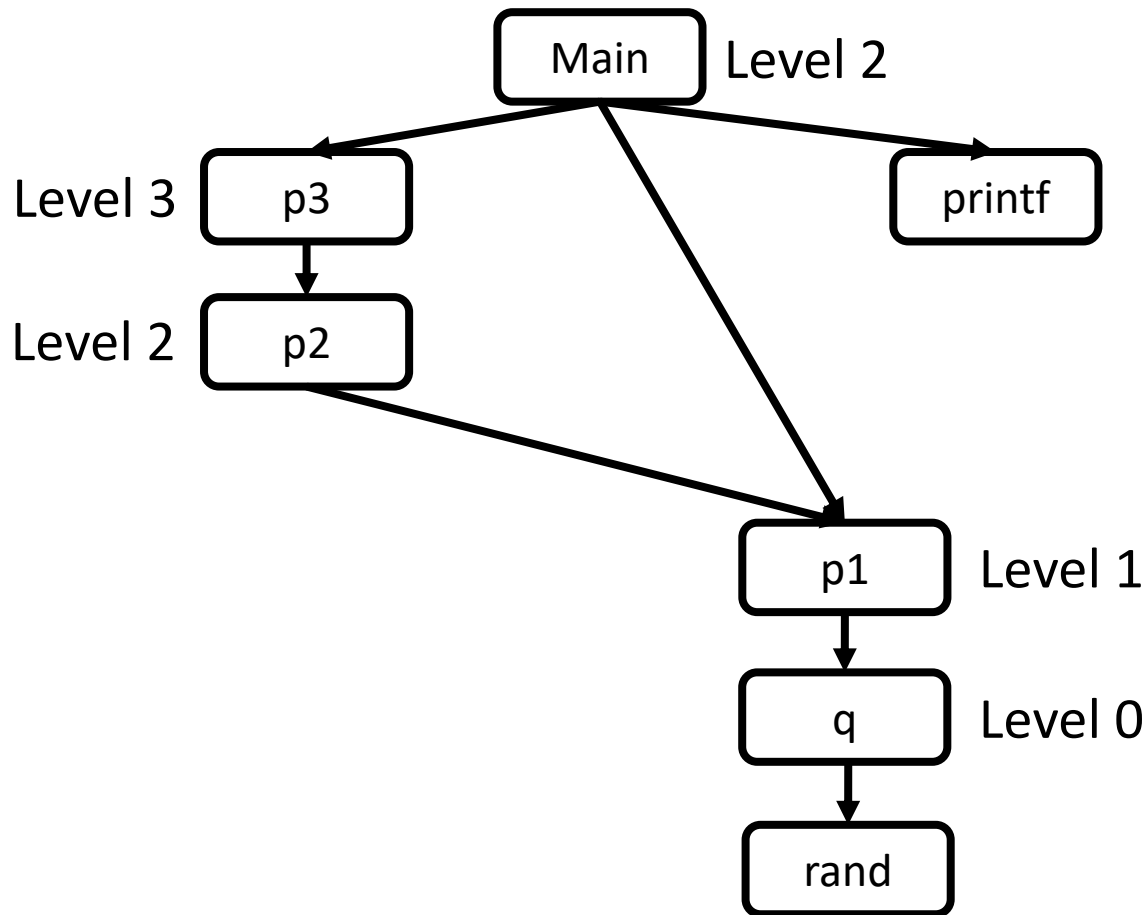 Main
Level 2
Level 3
p3
printf
Level 2
p2
p1
Level 1
q
Level 0
rand